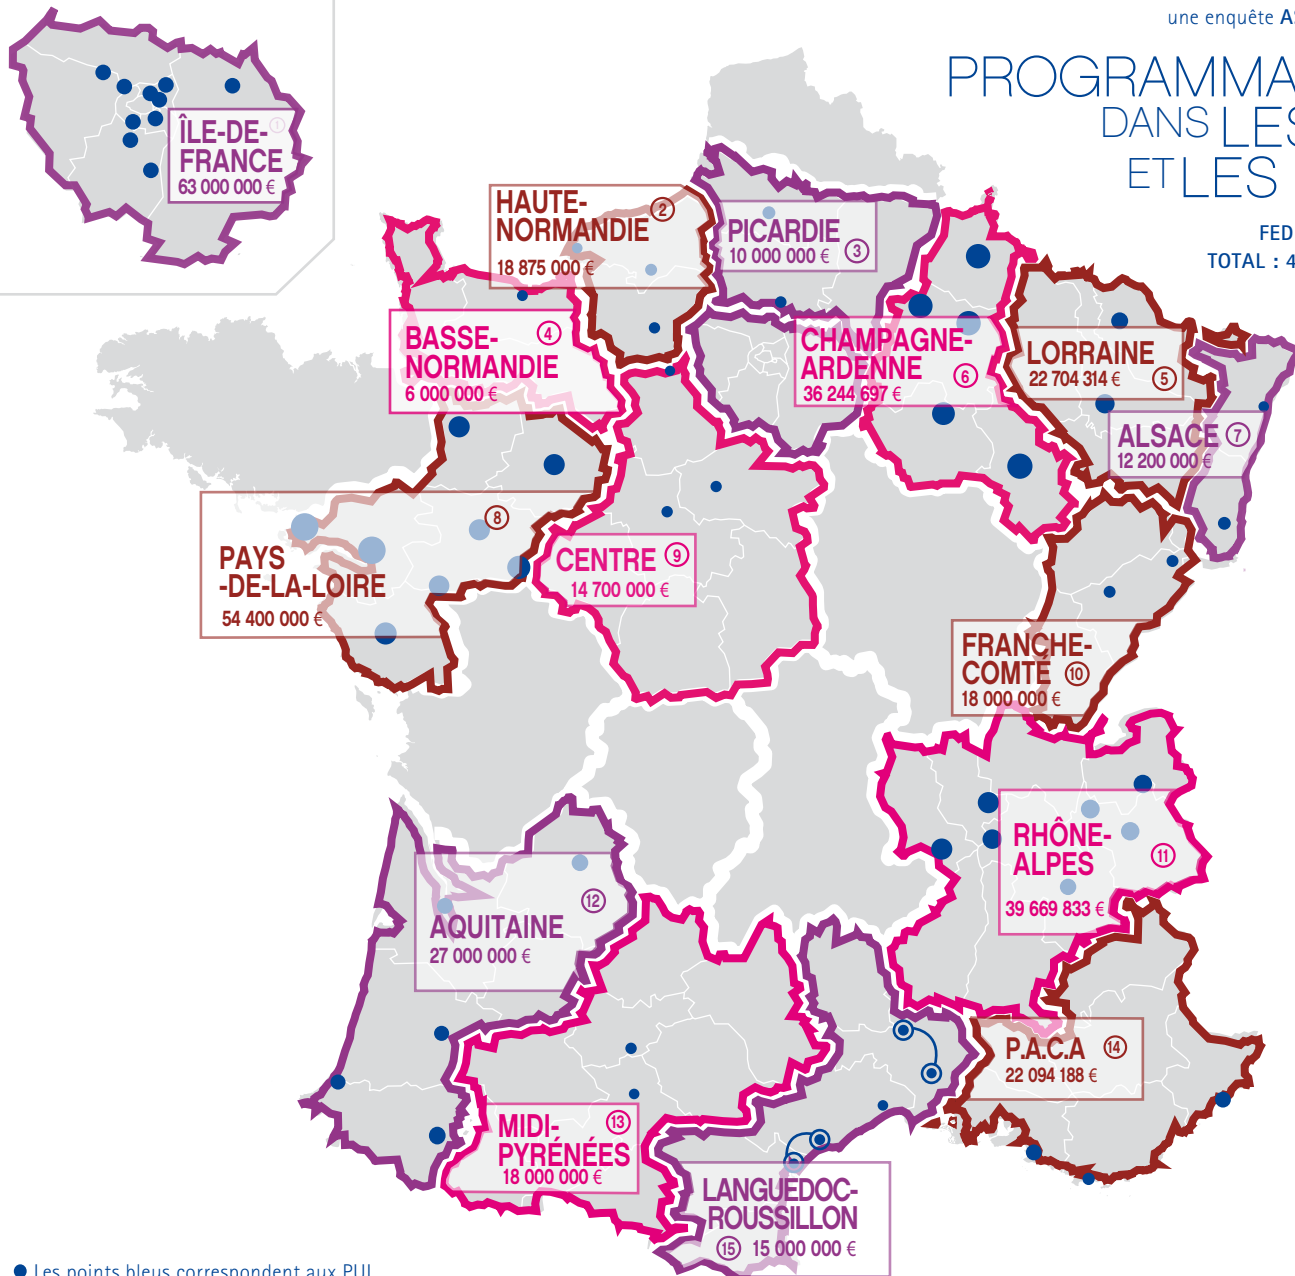 une enquête
PROGRAMMA
DANS LES
ET LES
FED
TOTAL : 4
ÎLE-DE- 1
FRANCE
63 000 000 €
HAUTE- 2
NORMANDIE
18 875 000 €
PICARDIE
10 000 000 € 3
BASSE- 4
NORMANDIE
6 000 000 €
CHAMPAGNE-
ARDENNE 6
36 244 697 €
LORRAINE
22 704 314 € 5
ALSACE 7
12 200 000 €
8
PAYS
-DE-LA-LOIRE
54 400 000 €
CENTRE 9
14 700 000 €
FRANCHE-
COMTÉ 10
18 000 000 €
RHÔNE-
ALPES 11
39 669 833 €
12
AQUITAINE
27 000 000 €
P.A.C.A 14
22 094 188 €
MIDI- 13
PYRÉNÉES
18 000 000 €
LANGUEDOC-
ROUSSILLON
15 15 000 000 €
Les points bleus correspondent aux PUI